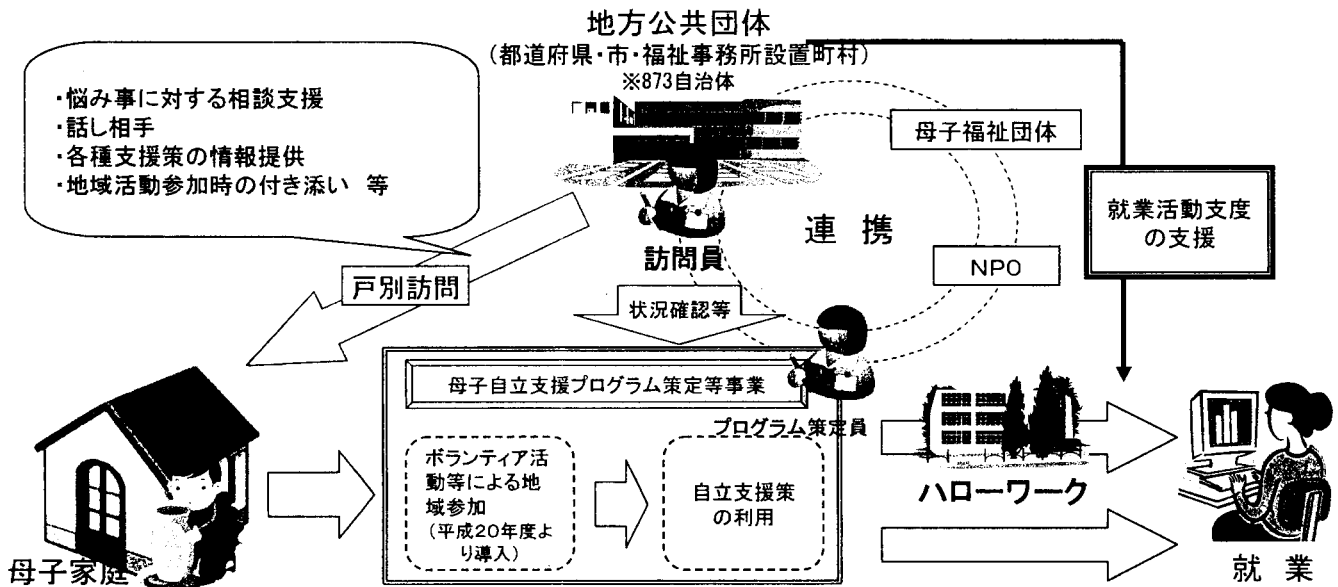 地方公共団体
(都道府県・市・福祉事務所設置町村)
※873自治体
・悩み事に対する相談支援
・話し相手
・各種支援策の情報提供
・地域活動参加時の付き添い 等
母子福祉団体
連 携
就業活動支度
の支援
訪問員
NPO
戸別訪問
状況確認等
母子自立支援プログラム策定等事業
プログラム策定員
ボランティア活
動等による地
域参加
(平成20年度よ
り導入)
自立支援策
の利用
ハローワーク
母子家庭
就 業